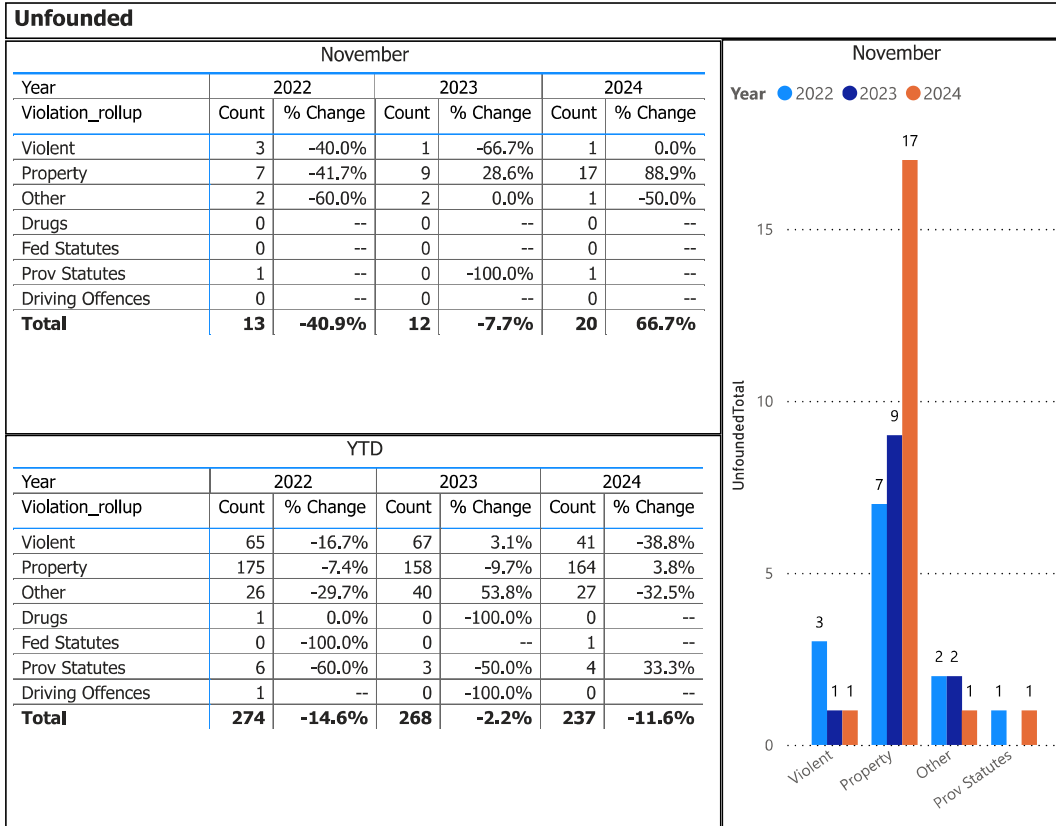 Unfounded
November
Year 2022 2023 2024
Violation_rollup Count % Change Count % Change Count % Change
Violent 3 -40.0% 1 -66.7% 1 0.0%
Property 7 -41.7% 9 28.6% 17 88.9%
Other 2 -60.0% 2 0.0% 1 -50.0%
Drugs 0 -- 0 -- 0 --
Fed Statutes 0 -- 0 -- 0 --
Prov Statutes 1 -- 0 -100.0% 1 --
Driving Offences 0 -- 0 -- 0 --
Total 13 -40.9% 12 -7.7% 20 66.7%
YTD
Year 2022 2023 2024
Violation_rollup Count % Change Count % Change Count % Change
Violent 65 -16.7% 67 3.1% 41 -38.8%
Property 175 -7.4% 158 -9.7% 164 3.8%
Other 26 -29.7% 40 53.8% 27 -32.5%
Drugs 1 0.0% 0 -100.0% 0 --
Fed Statutes 0 -100.0% 0 -- 1 --
Prov Statutes 6 -60.0% 3 -50.0% 4 33.3%
Driving Offences 1 -- 0 -100.0% 0 --
Total 274 -14.6% 268 -2.2% 237 -11.6%
November
Year 2022 2023 2024
17
15
10
9
7
5
3
2 2
1 1 1 1 1
0
UnfoundedTotal
Violent Property Other Prov Statutes